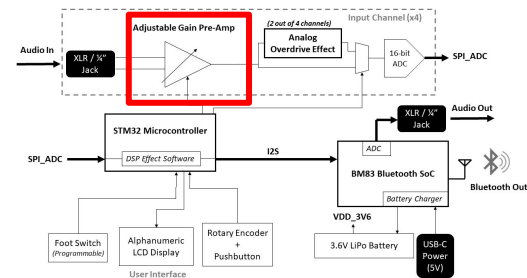 Input Channel (x4)
Adjustable Gain Pre-Amp
(2 out of 4 channels)
Analog
Overdrive Effect
Audio In
XLR / ¼"
Jack
16-bit
ADC
SPI_ADC
XLR / ¼"
Jack
Audio Out
STM32 Microcontroller
SPI_ADC
DSP Effect Software
I2S
ADC
BM83 Bluetooth SoC
Battery Charger
Bluetooth Out
VDD_3V6
Foot Switch
(Programmable)
Alphanumeric
LCD Display
Rotary Encoder
+
Pushbutton
3.6V LiPo Battery
USB-C
Power
(5V)
User Interface